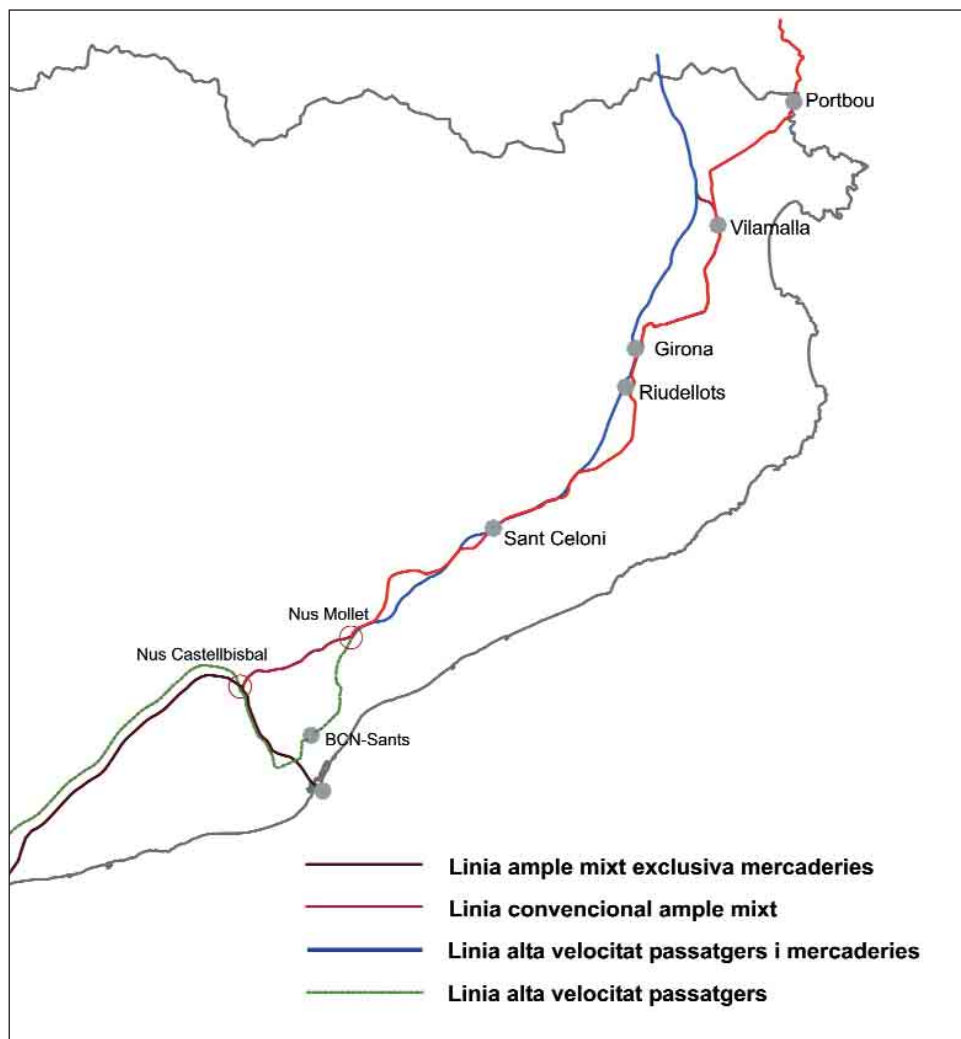 Portbou
Vilamalla
Girona
Riudellots
Sant Celoni
Nus Mollet
Nus Castellbisbal
BCN-Sants
Linia ample mixt exclusiva mercaderies
Linia convencional ample mixt
Linia alta velocitat passatgers i mercaderies
Linia alta velocitat passatgers